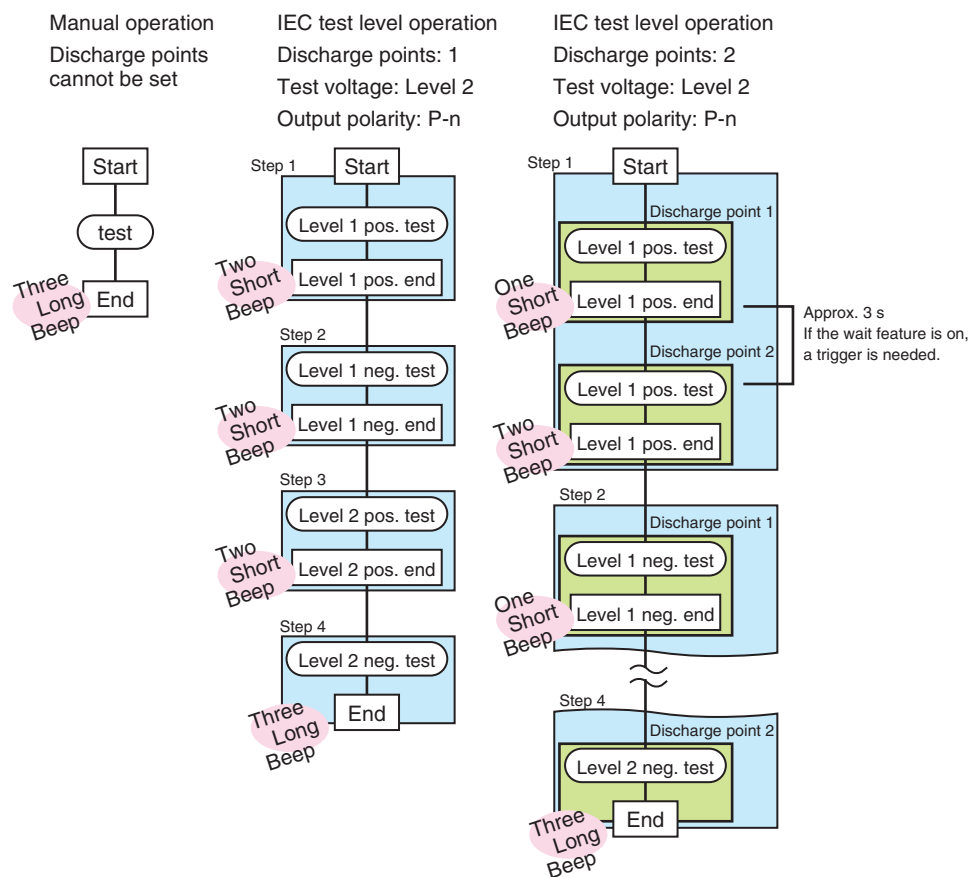 Manual operation
Discharge points
cannot be set
Start
test
End
Three
Long
Beep
IEC test level operation
Discharge points: 1
Test voltage: Level 2
Output polarity: P-n
Step 1
Start
Level 1 pos. test
Level 1 pos. end
Two
Short
Beep
Step 2
Level 1 neg. test
Level 1 neg. end
Two
Short
Beep
Step 3
Level 2 pos. test
Level 2 pos. end
Two
Short
Beep
Step 4
Level 2 neg. test
End
Three
Long
Beep
IEC test level operation
Discharge points: 2
Test voltage: Level 2
Output polarity: P-n
Step 1
Start
Discharge point 1
Level 1 pos. test
Level 1 pos. end
One
Short
Beep
Approx. 3 s
If the wait feature is on,
a trigger is needed.
Discharge point 2
Level 1 pos. test
Level 1 pos. end
Two
Short
Beep
Step 2
Discharge point 1
Level 1 neg. test
Level 1 neg. end
One
Short
Beep
Step 4
Discharge point 2
Level 2 neg. test
End
Three
Long
Beep